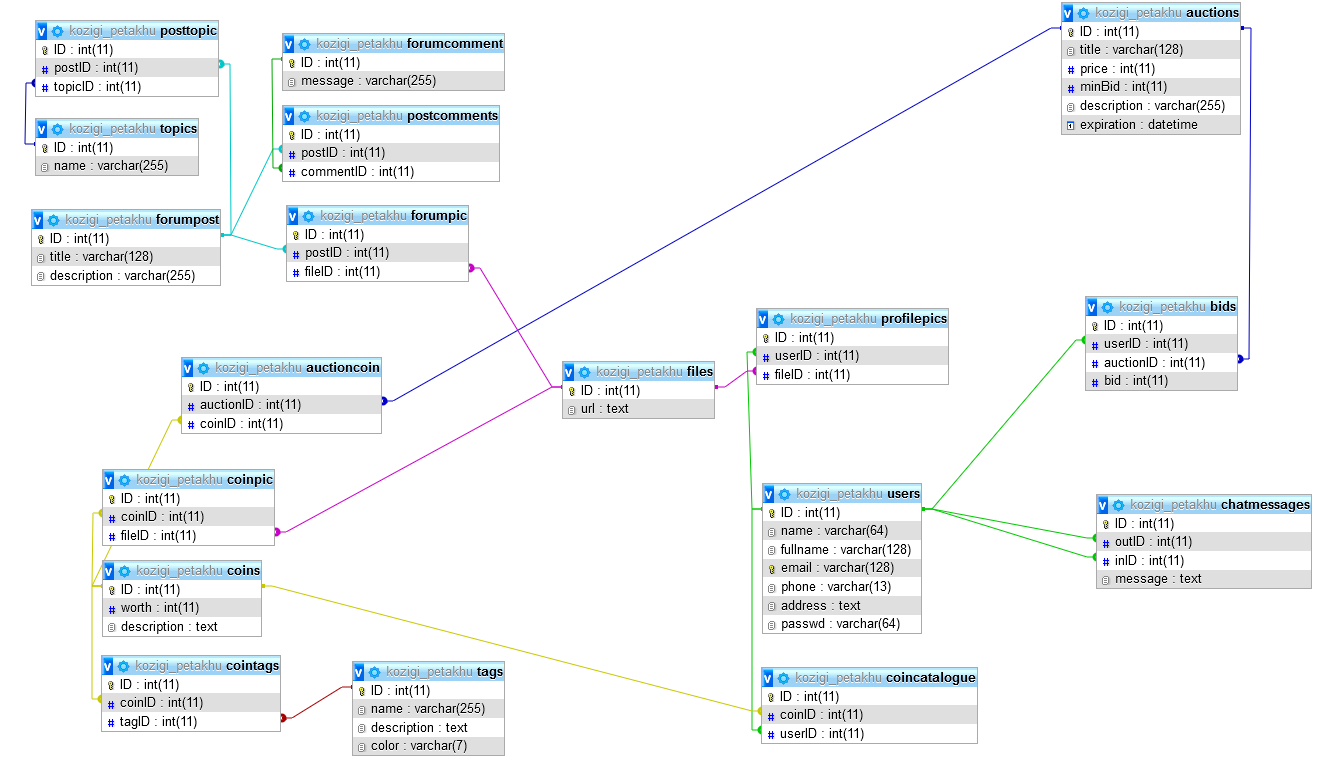 kozigi_petakhu posttopic
ID : int(11)
postID : int(11)
topicID : int(11)
kozigi_petakhu topics
ID : int(11)
name : varchar(255)
kozigi_petakhu forumpost
ID : int(11)
title : varchar(128)
description : varchar(255)
kozigi_petakhu forumcomment
ID : int(11)
message : varchar(255)
kozigi_petakhu postcomments
ID : int(11)
postID : int(11)
commentID : int(11)
kozigi_petakhu forumpic
ID : int(11)
postID : int(11)
fileID : int(11)
kozigi_petakhu auctions
ID : int(11)
title : varchar(128)
price : int(11)
minBid : int(11)
description : varchar(255)
expiration : datetime
kozigi_petakhu auctioncoin
ID : int(11)
auctionID : int(11)
coinID : int(11)
kozigi_petakhu files
ID : int(11)
url : text
kozigi_petakhu profilepics
ID : int(11)
userID : int(11)
fileID : int(11)
kozigi_petakhu bids
ID : int(11)
userID : int(11)
auctionID : int(11)
bid : int(11)
kozigi_petakhu coinpic
ID : int(11)
coinID : int(11)
fileID : int(11)
kozigi_petakhu coins
ID : int(11)
worth : int(11)
description : text
kozigi_petakhu cointags
ID : int(11)
coinID : int(11)
tagID : int(11)
kozigi_petakhu tags
ID : int(11)
name : varchar(255)
description : text
color : varchar(7)
kozigi_petakhu users
ID : int(11)
name : varchar(64)
fullname : varchar(128)
email : varchar(128)
phone : varchar(13)
address : text
passwd : varchar(64)
kozigi_petakhu chatmessages
ID : int(11)
outID : int(11)
inID : int(11)
message : text
kozigi_petakhu coincatalogue
ID : int(11)
coinID : int(11)
userID : int(11)